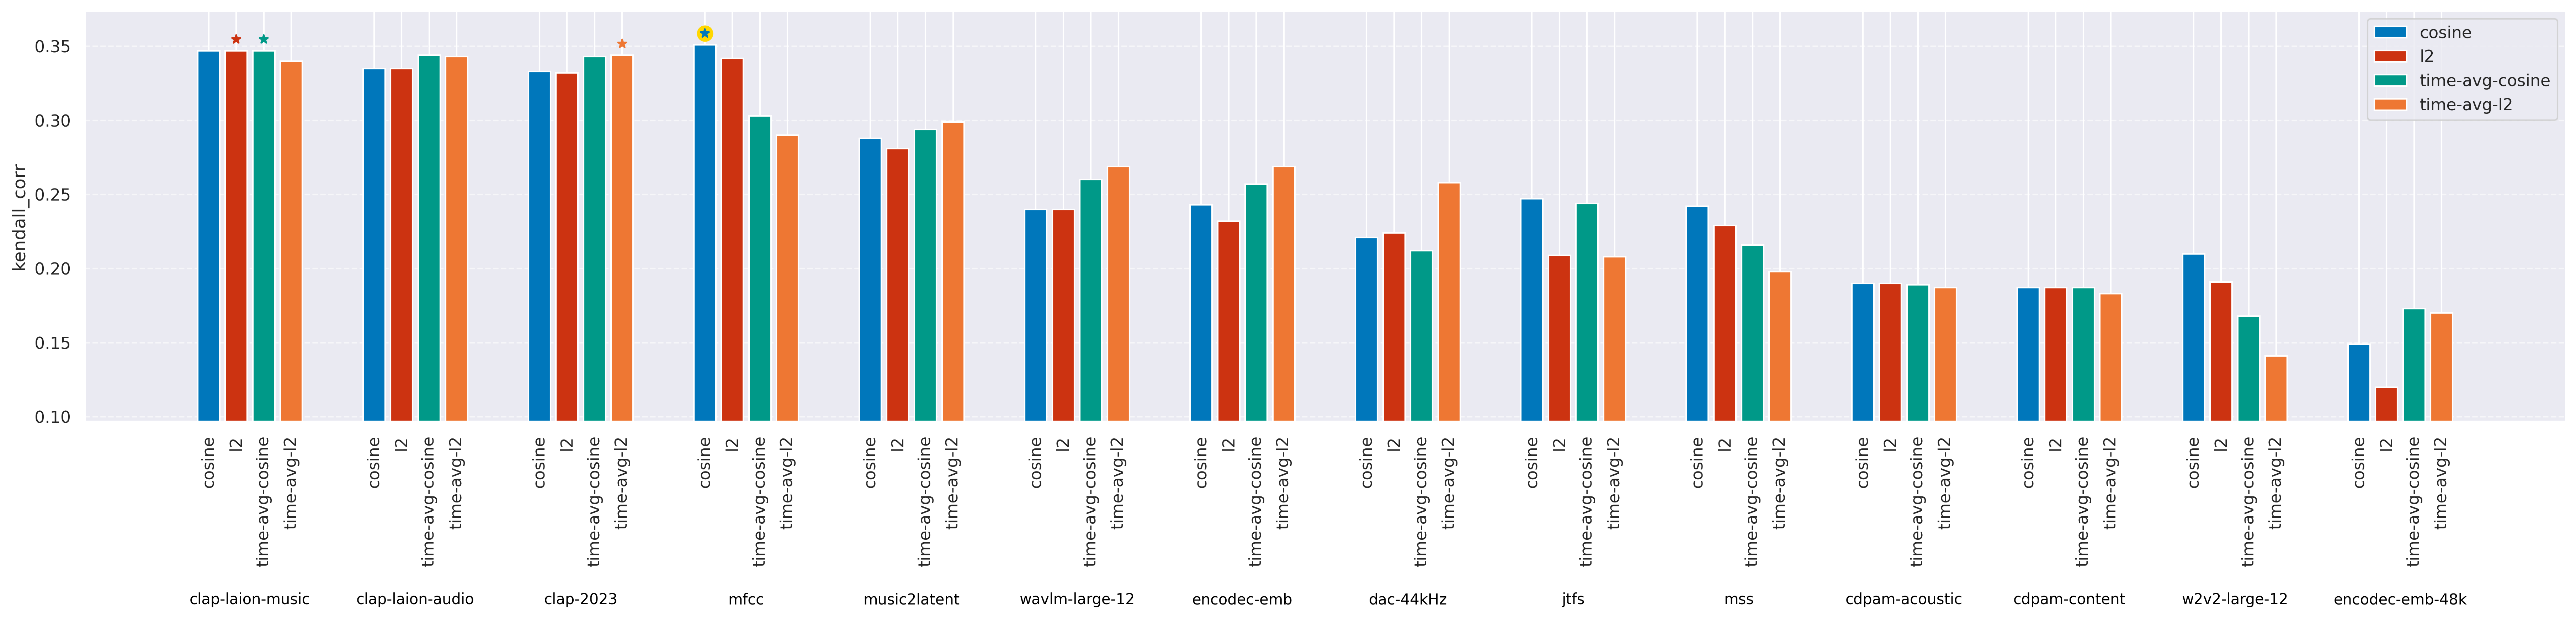 kendall_corr
0.35
0.30
0.25
0.20
0.15
0.10
cosine
l2
time-avg-cosine
time-avg-l2
cosine
l2
time-avg-cosine
time-avg-l2
cosine
l2
time-avg-cosine
time-avg-l2
cosine
l2
time-avg-cosine
time-avg-l2
cosine
l2
time-avg-cosine
time-avg-l2
cosine
l2
time-avg-cosine
time-avg-l2
cosine
l2
time-avg-cosine
time-avg-l2
cosine
l2
time-avg-cosine
time-avg-l2
cosine
l2
time-avg-cosine
time-avg-l2
cosine
l2
time-avg-cosine
time-avg-l2
cosine
l2
time-avg-cosine
time-avg-l2
cosine
l2
time-avg-cosine
time-avg-l2
cosine
l2
time-avg-cosine
time-avg-l2
cosine
l2
time-avg-cosine
time-avg-l2
cosine
l2
time-avg-cosine
time-avg-l2
clap-laion-music
clap-laion-audio
clap-2023
mfcc
music2latent
wavlm-large-12
encodec-emb
dac-44kHz
jtfs
mss
cdpam-acoustic
cdpam-content
w2v2-large-12
encodec-emb-48k